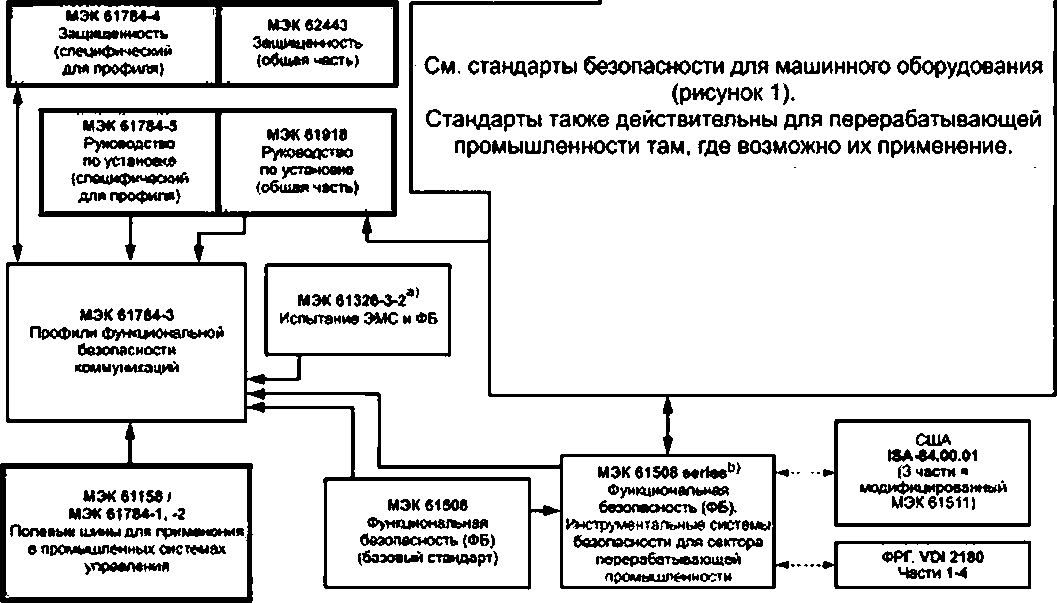 МЭК 61784-4
Защищенность
(специфический
для профиля)
МЭК 62443
Защищенность
(общая часть)
См. стандарты безопасности для машинного оборудования
(рисунок 1).
Стандарты также действительны для перерабатывающей
промышленности там, где возможно их применение.
МЭК 61784-5
Руководство
по установке
(специфический
для профиля)
МЭК 61918
Руководство
по установке
(общая часть)
МЭК 61784-3
Профили функциональной
безопасности
коммуникаций
МЭК 61326-3-2a)
Испытание ЭМС и ФБ
МЭК 61158 /
МЭК 61784-1, -2
Полевые шины для применения
в промышленных системах
управления
МЭК 61508
Функциональная
безопасность (ФБ)
(базовый стандарт)
МЭК 61508 seriesb)
Функциональная
безопасность (ФБ).
Инструментальные системы
безопасности для сектора
перерабатывающей
промышленности
США
ISA-84.00.01
(3 части =
модифицированный
МЭК 61511)
ФРГ. VDI 2180
Части 1-4